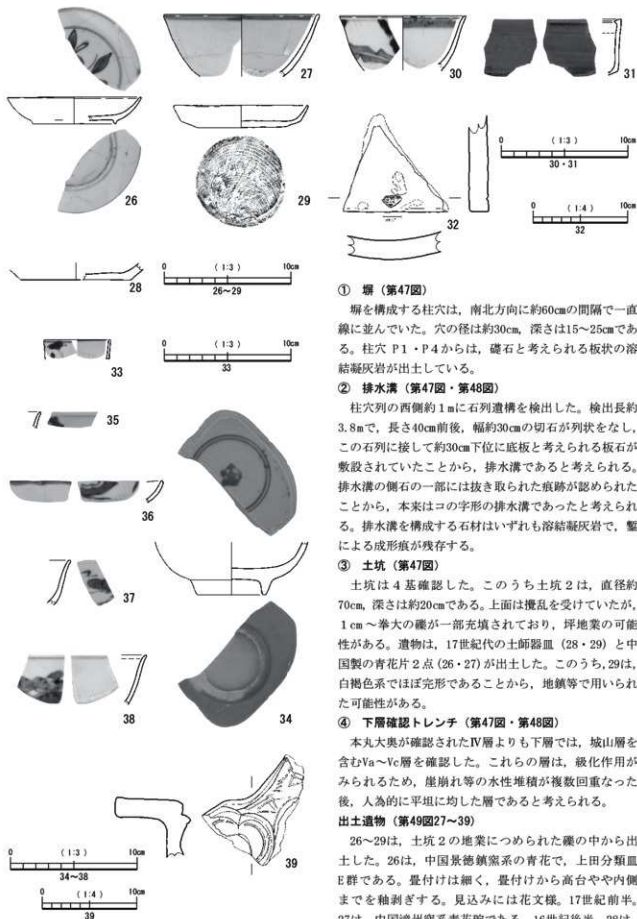 26
27
30
31
29
32
28
0 (1:3) 10cm
30・31
0 (1:4) 10cm
32
0 (1:3) 10cm
26~29
33
0 (1:3) 10cm
33
35
36
37
38
34
39
0 (1:3) 10cm
34~38
0 (1:4) 10cm
39
① 塀(第47図)
塀を構成する柱穴は,南北方向に約60cmの間隔で一直
線に並んでいた。穴の径は約30cm,深さは15~25cmであ
る。柱穴 P1・P4からは,礎石と考えられる板状の溶
結凝灰岩が出土している。
② 排水溝(第47図・第48図)
柱穴列の西側約1mに石列遺構を検出した。検出長約
3.8mで,長さ40cm前後,幅約30cmの切石が列状をなし,
この石列に接して約30cm下位に底板と考えられる板石が
敷設されていたことから,排水溝であると考えられる。
排水溝の側石の一部には抜き取られた痕跡が認められた
ことから,本来はコの字形の排水溝であったと考えられ
る。排水溝を構成する石材はいずれも溶結凝灰岩で,鑿
による成形痕が残存する。
③ 土坑(第47図)
土坑は4基確認した。このうち土坑2は,直径約
70cm,深さは約20cmである。上面は攪乱を受けていたが,
1cm~拳大の礫が一部充填されており,坪地業の可能
性がある。遺物は,17世紀代の土師器皿(28・29)と中
国製の青花片2点(26・27)が出土した。このうち,29は,
白褐色系でほぼ完形であることから,地鎮等で用いられ
た可能性がある。
④ 下層確認トレンチ(第47図・第48図)
本丸大奥が確認されたⅣ層よりも下層では,城山層を
含むⅤa~Ⅴc層を確認した。これらの層は,級化作用が
みられるため,崖崩れ等の水性堆積が複数回重なった
後,人為的に平坦に均した層であると考えられる。
出土遺物(第49図27~39)
26~29は,土坑2の地業につめられた礫の中から出
土した。26は,中国景徳鎮窯系の青花で,上田分類皿
E群である。畳付けは細く,畳付けから高台やや内側
までを釉剥ぎする。見込みには花文様。17世紀前半。